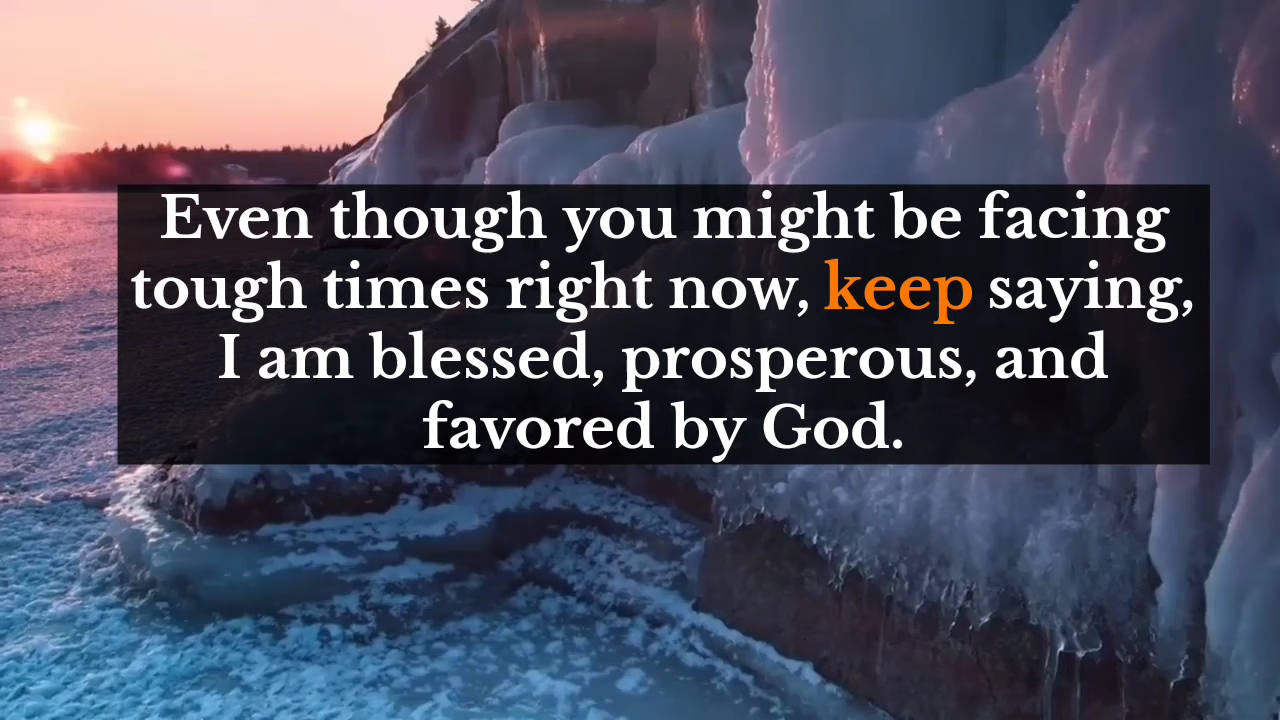 Even though you might be facing
tough times right now, keep saying,
I am blessed, prosperous, and
favored by God.